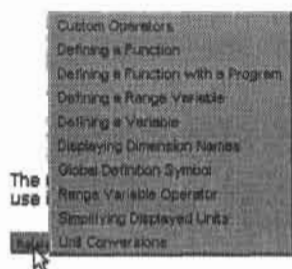 Custom Operators
Defining a Function
Defining a Function with a Program
Defining a Range Variable
Defining a Variable
Displaying Dimension Names
Global Definition Symbol
The
Range Variable Operator
use
Simplifying Displayed Units
Unit Conversions